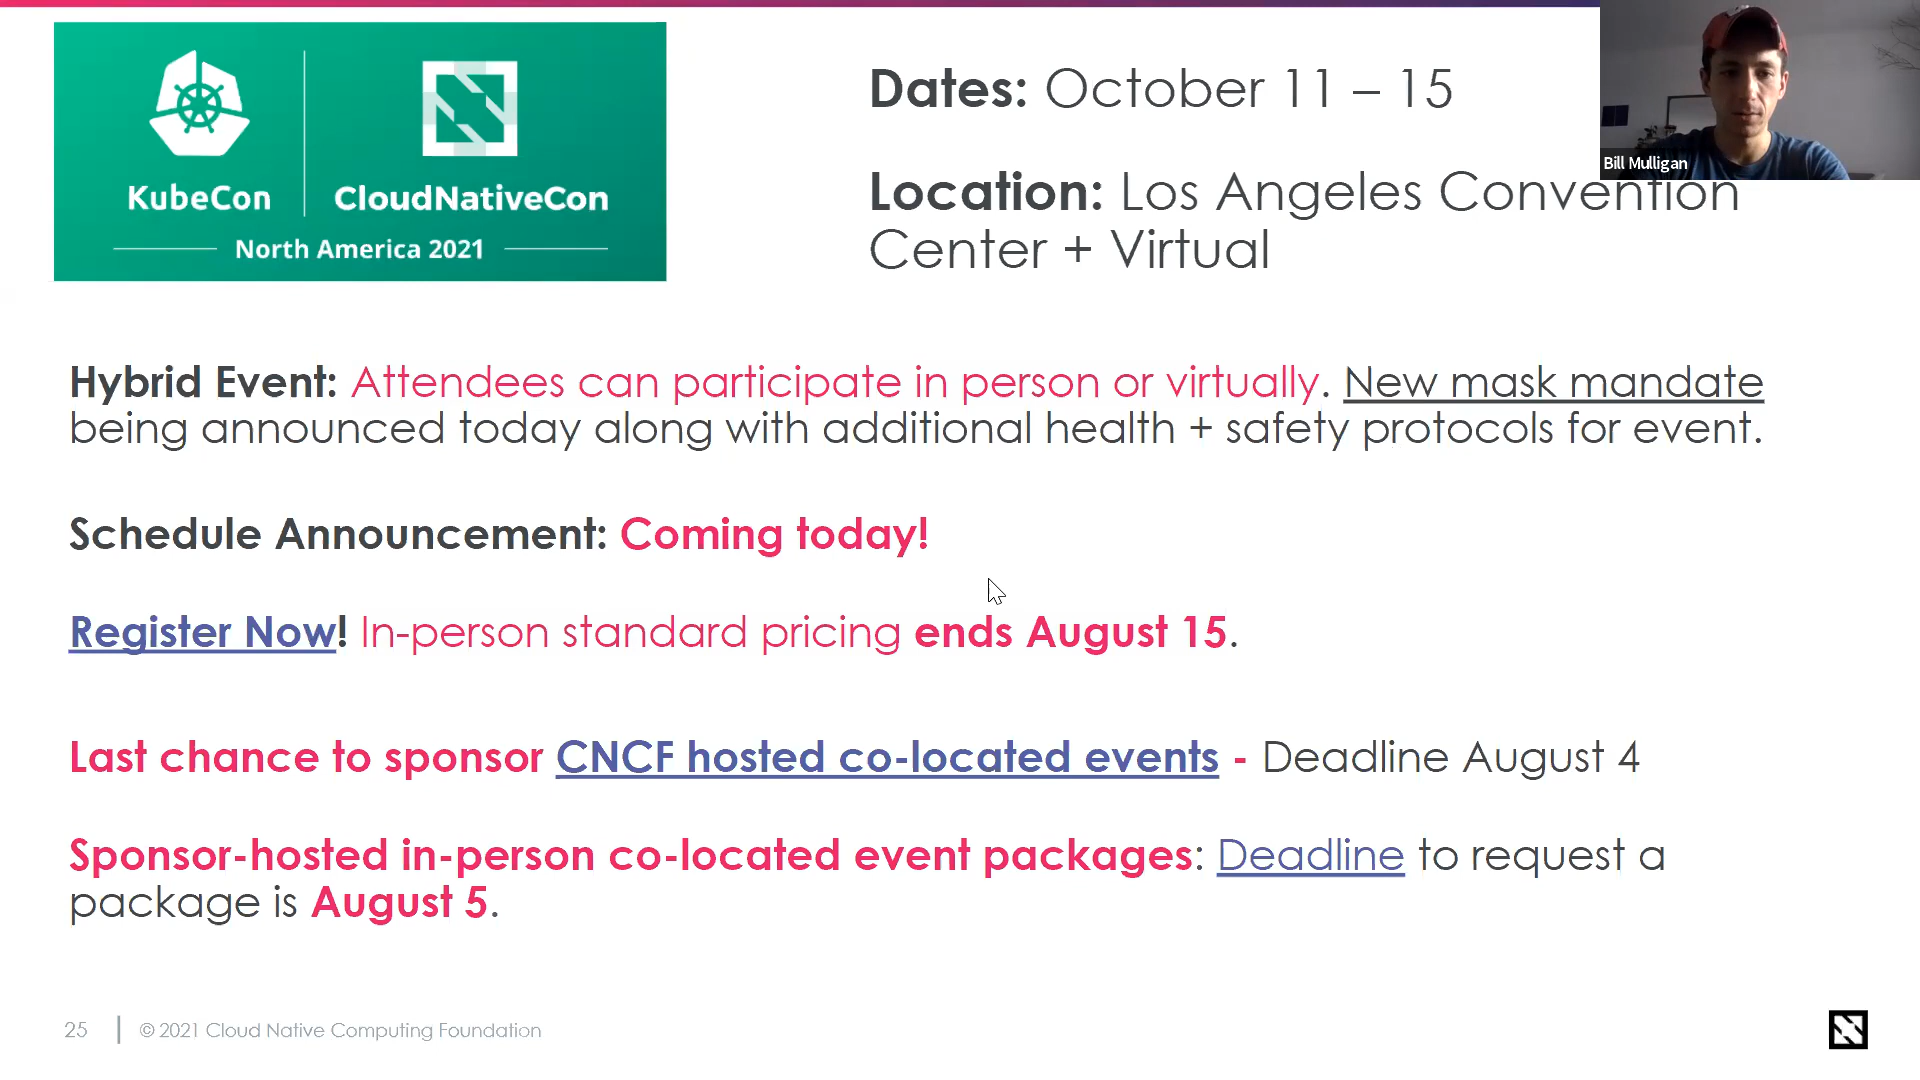 KubeCon
CloudNativeCon
North America 2021
Dates: October 11 – 15
Location: Los Angeles Convention
Center + Virtual
Bill Mulligan
Hybrid Event: Attendees can participate in person or virtually. New mask mandate
being announced today along with additional health + safety protocols for event.
Schedule Announcement: Coming today!
Register Now! In-person standard pricing ends August 15.
Last chance to sponsor CNCF hosted co-located events - Deadline August 4
Sponsor-hosted in-person co-located event packages: Deadline to request a
package is August 5.
25
© 2021 Cloud Native Computing Foundation